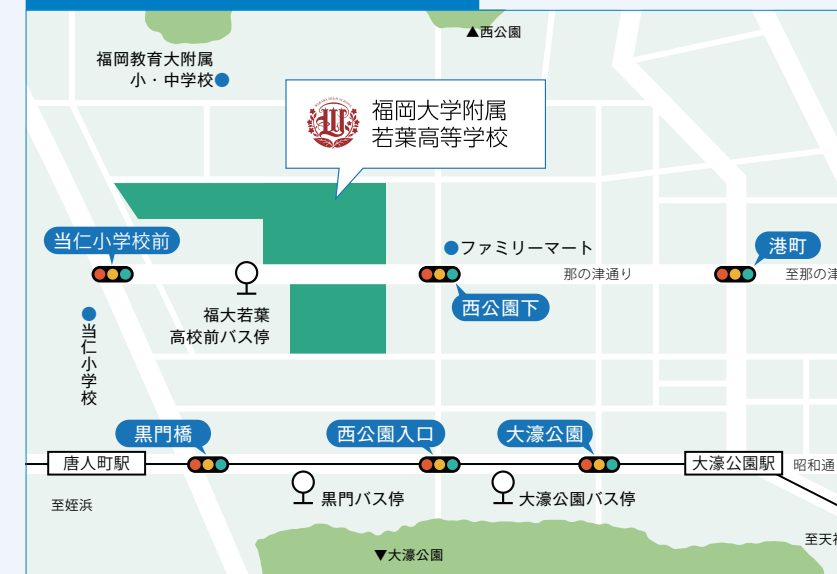 ▲西公園
福岡教育大附属
小・中学校
福岡大学附属
若葉高等学校
当仁小学校前
ファミリーマート
港町
那の津通り
至那の津
西公園下
福大若葉
高校前バス停
当仁小学校
黒門橋
西公園入口
大濠公園
唐人町駅
大濠公園駅
昭和通
黒門バス停
大濠公園バス停
至姪浜
至天神
▼大濠公園